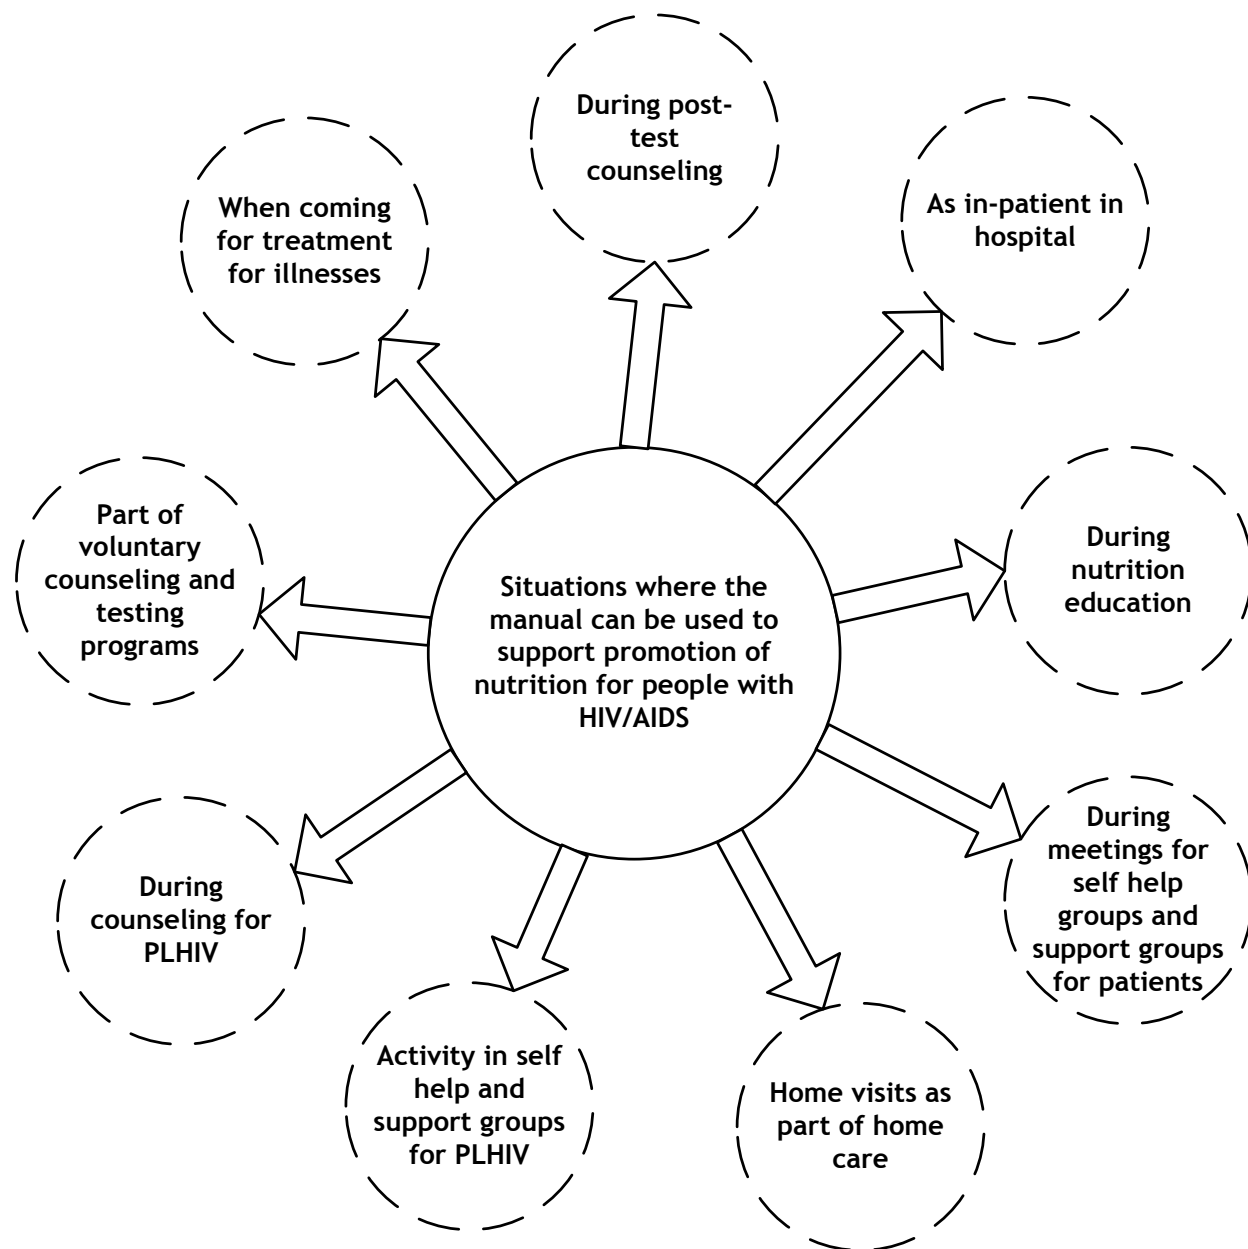 During post-
test
counseling
As in-patient in
hospital
When coming
for treatment
for illnesses
Part of
voluntary
counseling and
testing
programs
Situations where the
manual can be used to
support promotion of
nutrition for people with
HIV/AIDS
During
nutrition
education
During
meetings for
self help
groups and
support groups
for patients
During
counseling for
PLHIV
Activity in self
help and
support groups
for PLHIV
Home visits as
part of home
care